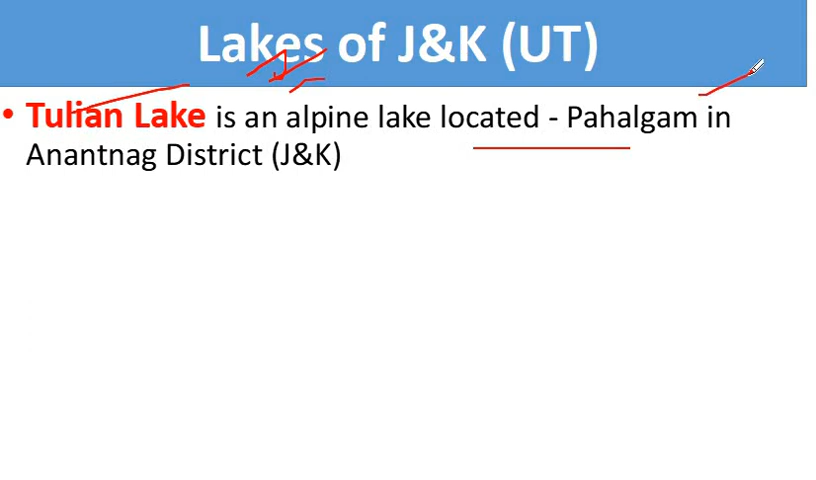 Lakes of J&K (UT)
• Tulian Lake is an alpine lake located - Pahalgam in
Anantnag District (J&K)